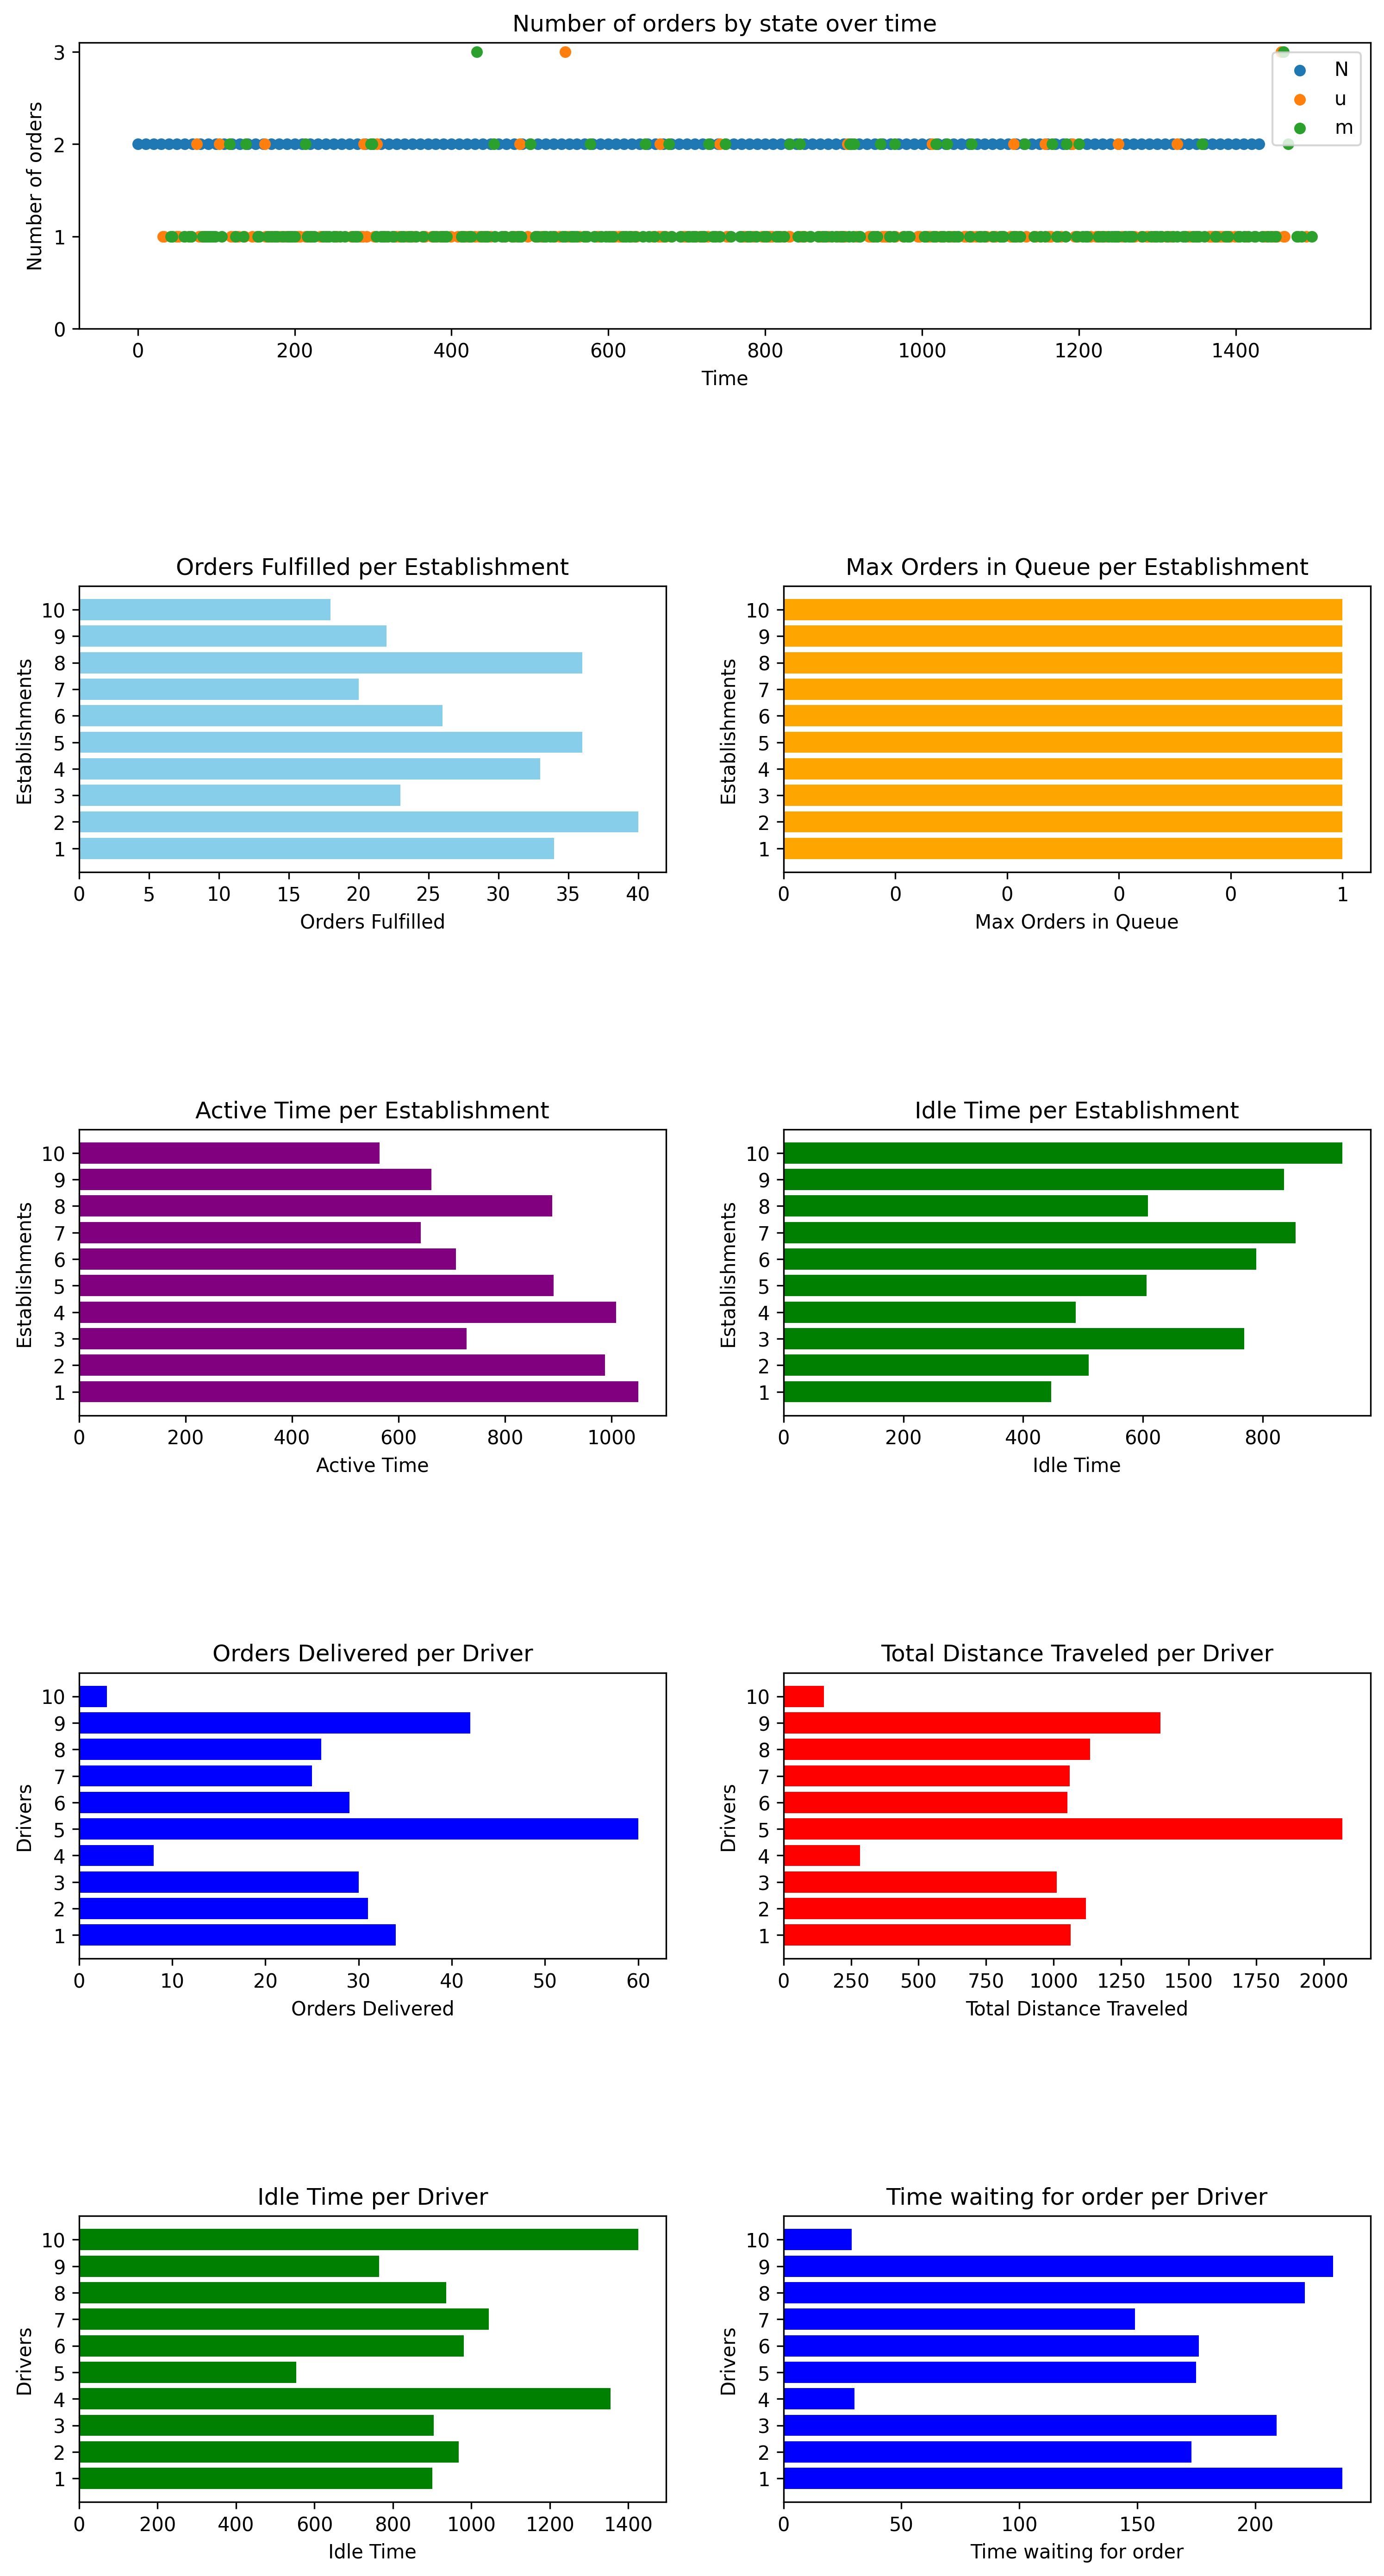 Number of orders by state over time
Number of orders
3
2
1
0
N
u
m
0 200 400 600 800 1000 1200 1400
Time
Orders Fulfilled per Establishment
Establishments
10
9
8
7
6
5
4
3
2
1
0 5 10 15 20 25 30 35 40
Orders Fulfilled
Max Orders in Queue per Establishment
Establishments
10
9
8
7
6
5
4
3
2
1
0 0 0 0 0 1
Max Orders in Queue
Active Time per Establishment
Establishments
10
9
8
7
6
5
4
3
2
1
0 200 400 600 800 1000
Active Time
Idle Time per Establishment
Establishments
10
9
8
7
6
5
4
3
2
1
0 200 400 600 800
Idle Time
Orders Delivered per Driver
Drivers
10
9
8
7
6
5
4
3
2
1
0 10 20 30 40 50 60
Orders Delivered
Total Distance Traveled per Driver
Drivers
10
9
8
7
6
5
4
3
2
1
0 250 500 750 1000 1250 1500 1750 2000
Total Distance Traveled
Idle Time per Driver
Drivers
10
9
8
7
6
5
4
3
2
1
0 200 400 600 800 1000 1200 1400
Idle Time
Time waiting for order per Driver
Drivers
10
9
8
7
6
5
4
3
2
1
0 50 100 150 200
Time waiting for order